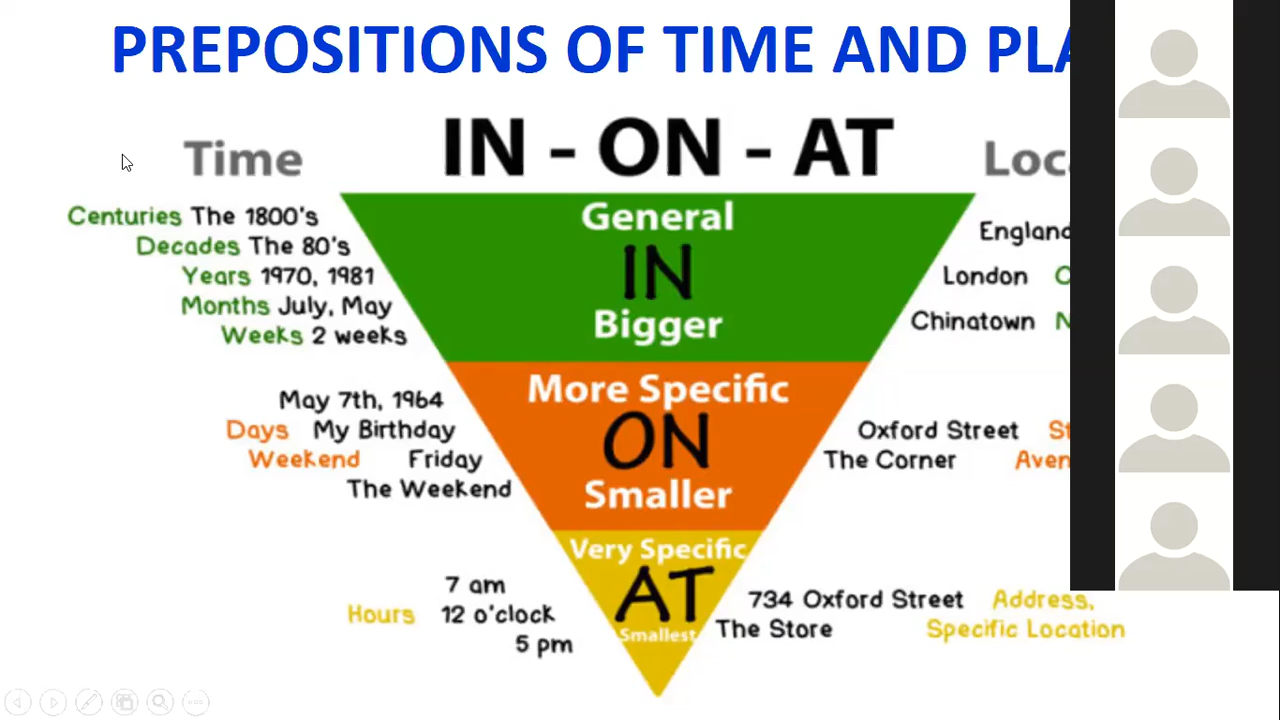 PREPOSITIONS OF TIME AND PLA
IN - ON - AT
Time
Loc
Centuries The 1800's
Decades The 80's
Years 1970, 1981
Months July, May
Weeks 2 weeks
General
IN
Bigger
England
London
Chinatown
May 7th, 1964
Days My Birthday
Weekend Friday
The Weekend
More Specific
ON
Smaller
Oxford Street St
The Corner Aven
7 am
Hours 12 o'clock
5 pm
Very Specific
AT
Smallest
734 Oxford Street Address,
The Store Specific Location